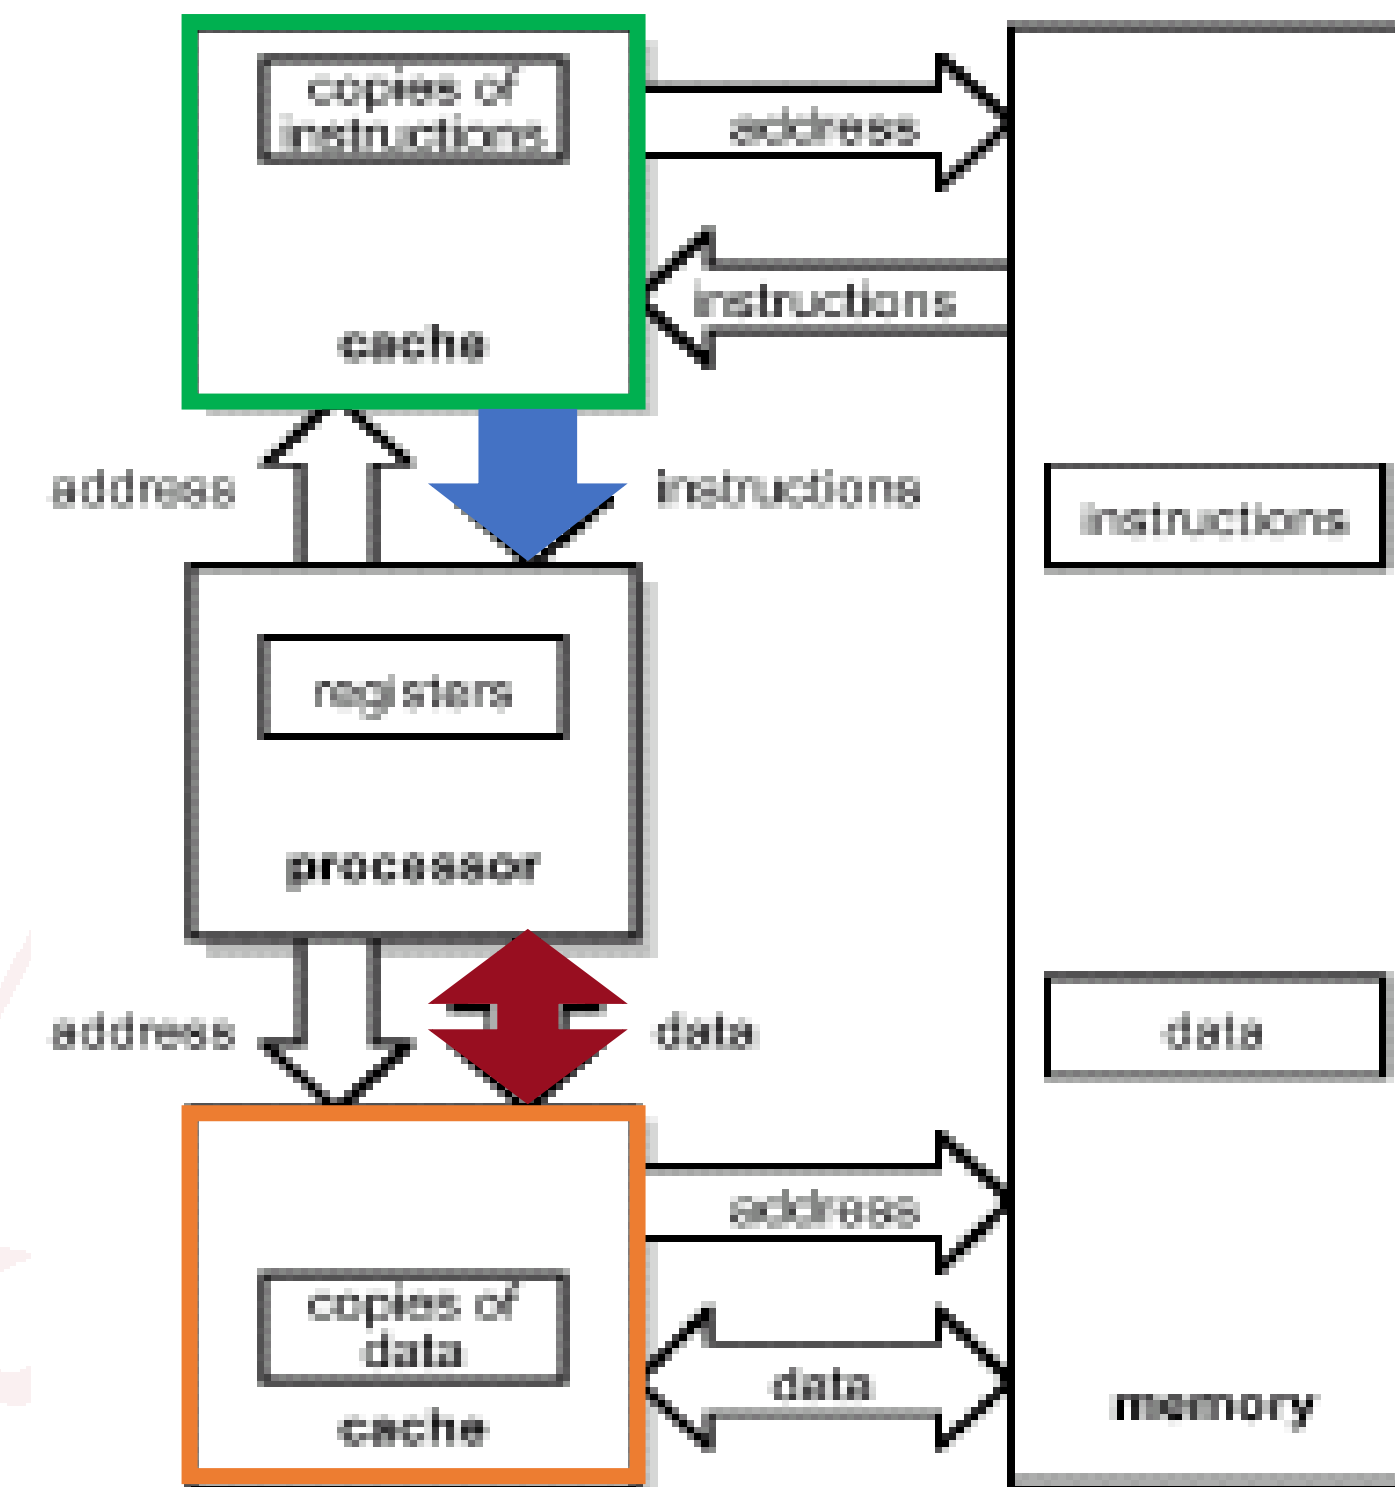 copies of
instructions
address
instructions
cache
address
instructions
instructions
registers
processor
address
data
data
address
copies of
data
data
cache
memory